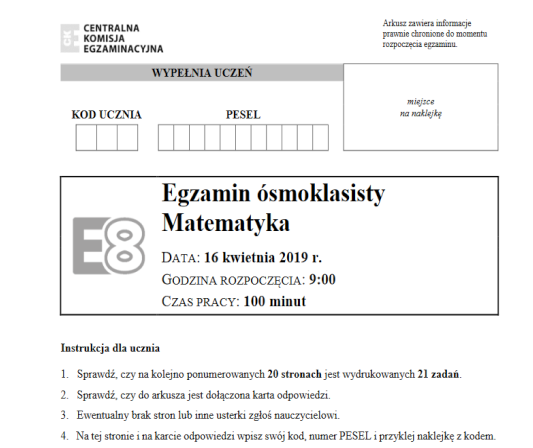 CENTRALNA
KOMISJA
EGZAMINACYJNA
Arkusz zawiera informacje
prawnie chronione do momentu
rozpoczęcia egzaminu.
WYPEŁNIA UCZEŃ
KOD UCZNIA PESEL
miejsce
na naklejkę
Egzamin ósmoklasisty
Matematyka
E8
DATA: 16 kwietnia 2019 r.
GODZINA ROZPOCZĘCIA: 9:00
CZAS PRACY: 100 minut
Instrukcja dla ucznia
1. Sprawdź, czy na kolejno ponumerowanych 20 stronach jest wydrukowanych 21 zadań.
2. Sprawdź, czy do arkusza jest dołączona karta odpowiedzi.
3. Ewentualny brak stron lub inne usterki zgłoś nauczycielowi.
4. Na tej stronie i na karcie odpowiedzi wpisz swój kod, numer PESEL i przyklej naklejkę z kodem.